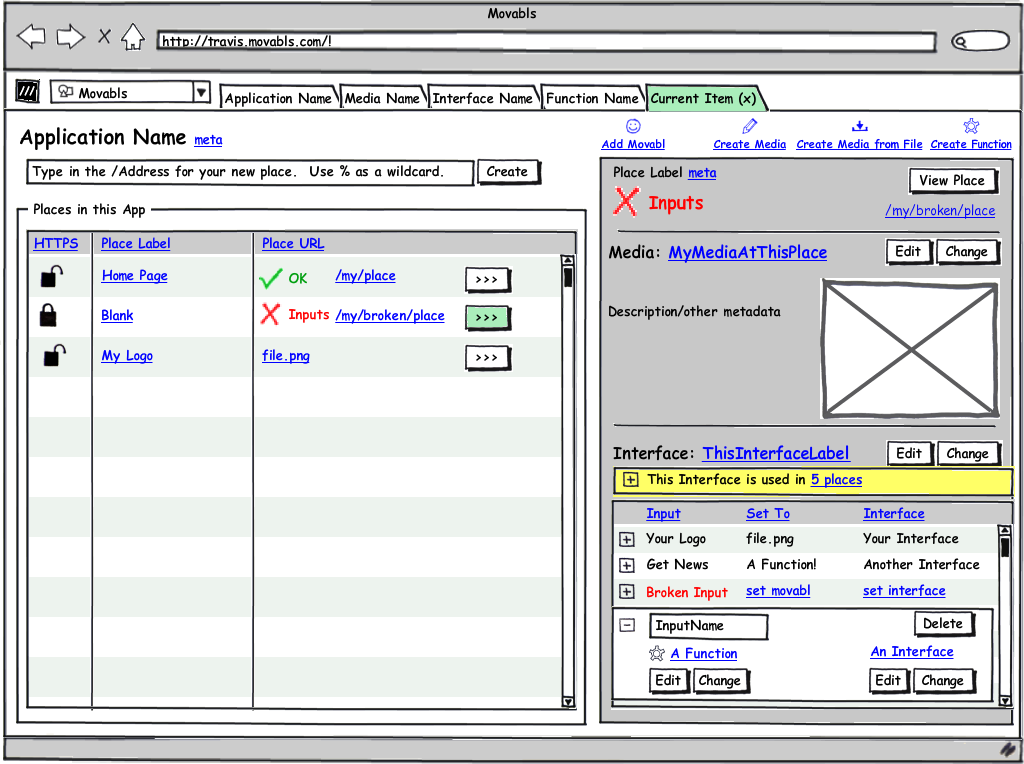 Movabls
http://travis.movabls.com/!
Movabls
Application Name
Media Name
Interface Name
Function Name
Current Item (x)
Application Name meta
Type in the /Address for your new place. Use % as a wildcard.
Create
Places in this App
HTTPS Place Label Place URL
Home Page OK /my/place >>>
Blank Inputs /my/broken/place >>>
My Logo file.png >>>
Add Movabl
Create Media
Create Media from File
Create Function
Place Label meta
View Place
Inputs
/my/broken/place
Media: MyMediaAtThisPlace
Edit Change
Description/other metadata
Interface: ThisInterfaceLabel
Edit Change
This Interface is used in 5 places
Input Set To Interface
Your Logo file.png Your Interface
Get News A Function! Another Interface
Broken Input set movabl set interface
InputName
Delete
A Function
An Interface
Edit Change
Edit Change